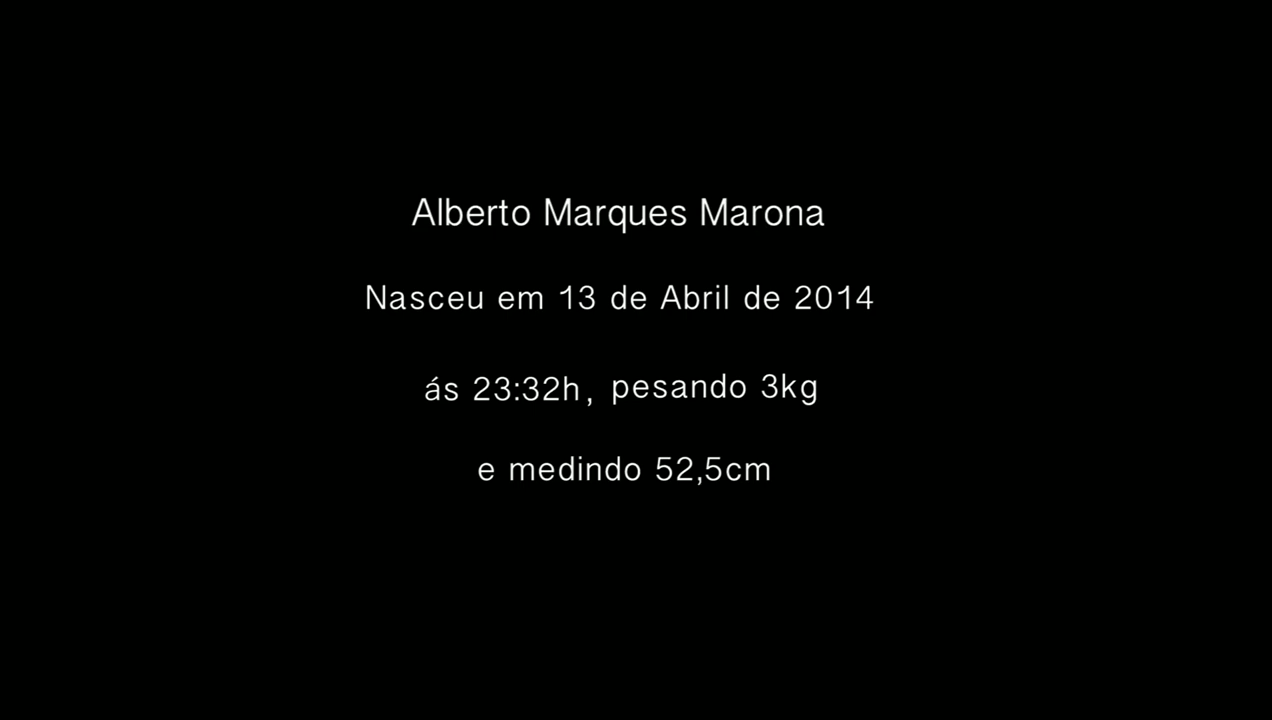 Alberto Marques Marona
Nasceu em 13 de Abril de 2014
ás 23:32h, pesando 3kg
e medindo 52,5cm